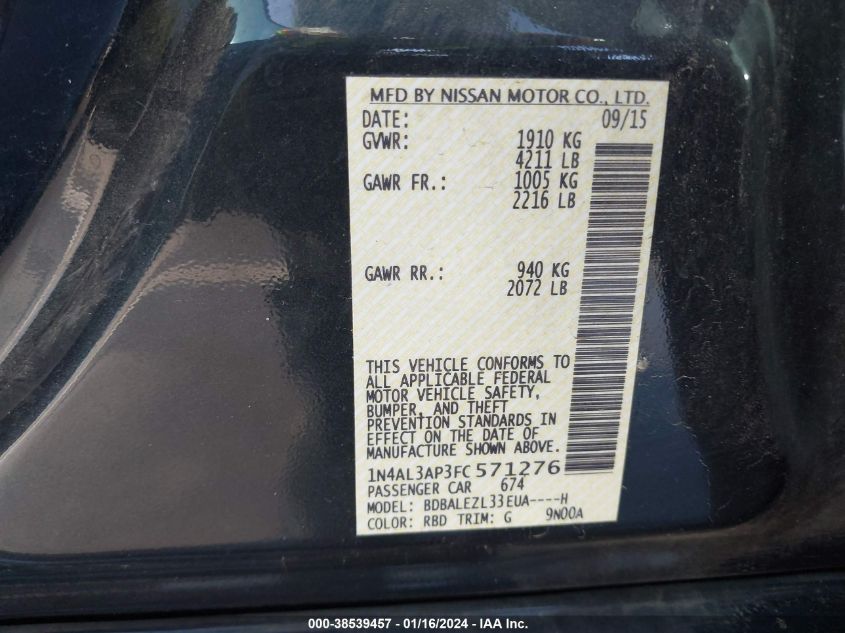 MFD BY NISSAN MOTOR CO., LTD.
DATE: 09/15
GVWR: 1910 KG
4211 LB
GAWR FR.: 1005 KG
2216 LB
GAWR RR.: 940 KG
2072 LB
THIS VEHICLE CONFORMS TO
ALL APPLICABLE FEDERAL
MOTOR VEHICLE SAFETY,
BUMPER, AND THEFT
PREVENTION STANDARDS IN
EFFECT ON THE DATE OF
MANUFACTURE SHOWN ABOVE.
1N4AL3AP3FC571276
PASSENGER CAR 674
MODEL: BDBALEZL33EUA----H
COLOR: RBD TRIM: G 9N00A
000-38539457 - 01/16/2024 - IAA Inc.